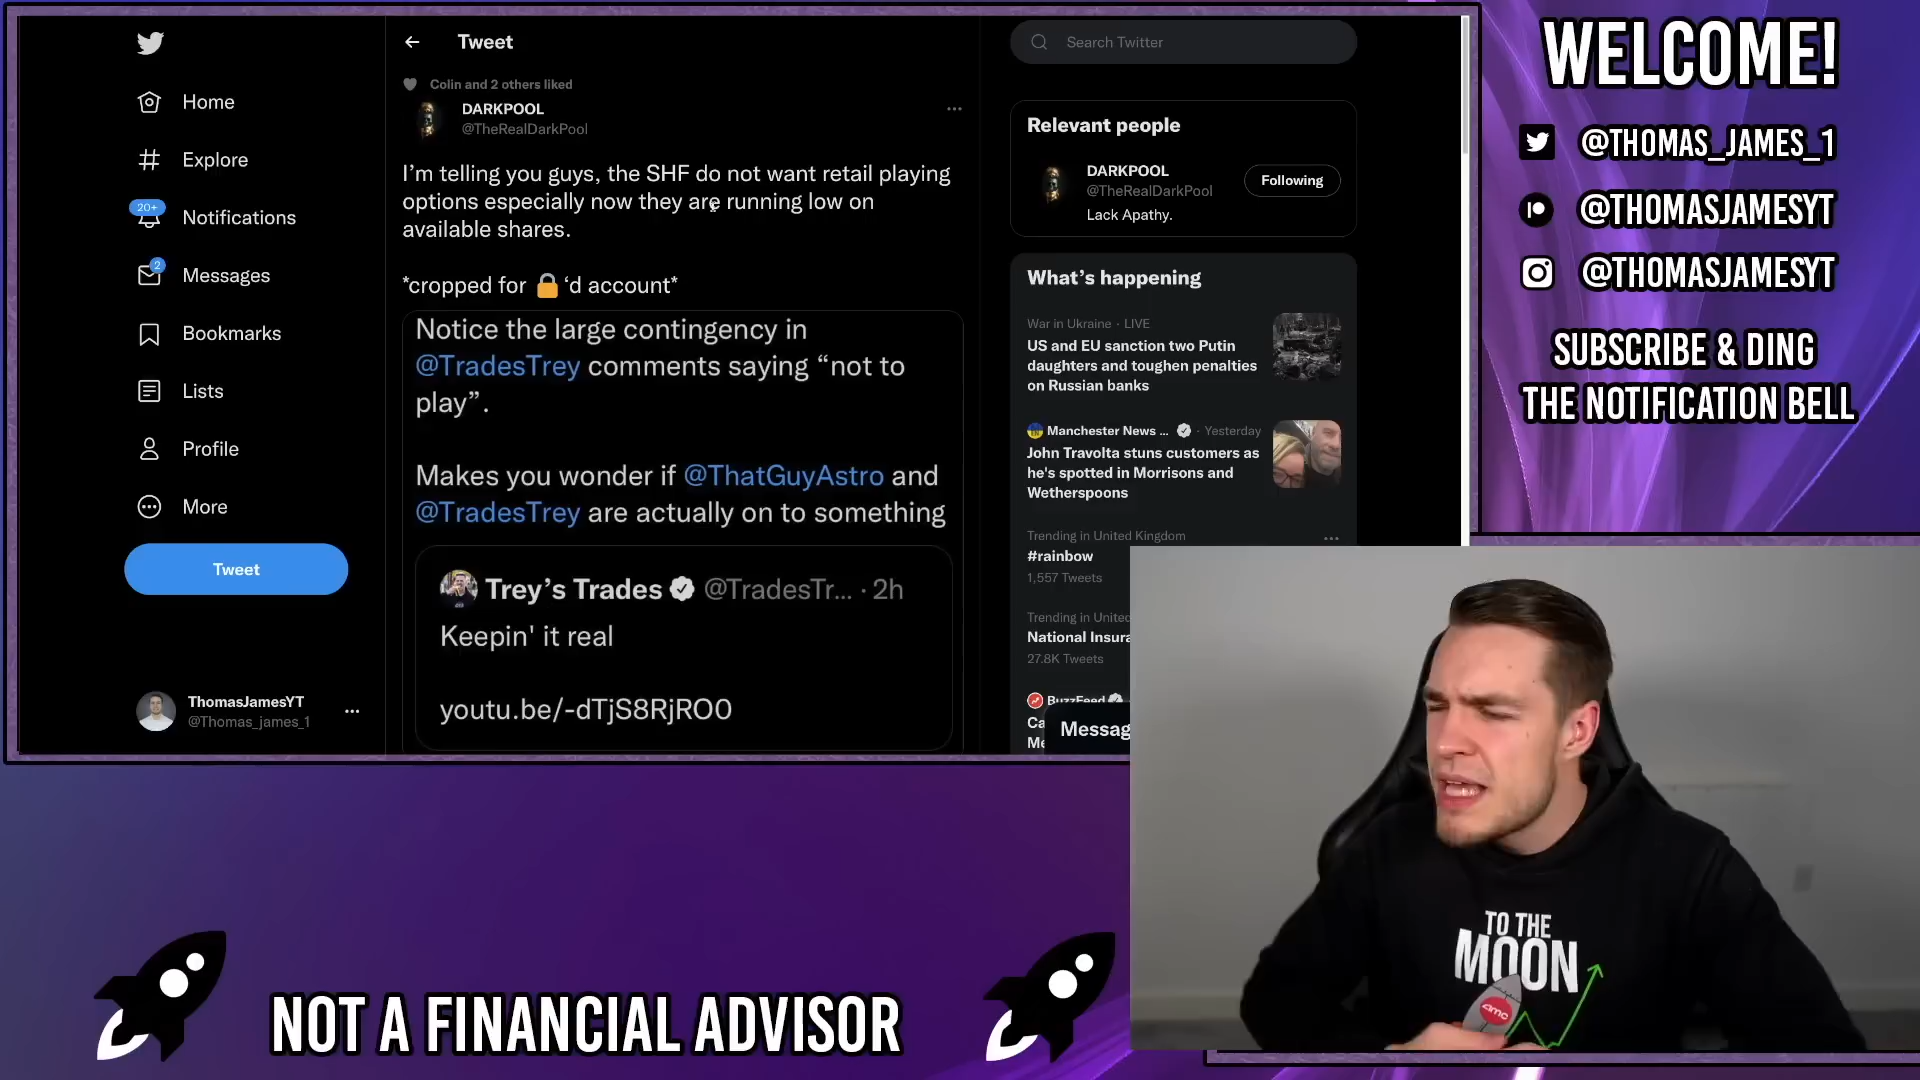 Tweet
Search Twitter
Colin and 2 others liked
DARKPOOL
@TheRealDarkPool
I'm telling you guys, the SHF do not want retail playing
options especially now they are running low on
available shares.
*cropped for 🔒 'd account*
Notice the large contingency in
@TradesTrey comments saying “not to
play”.
Makes you wonder if @ThatGuyAstro and
@TradesTrey are actually on to something
Trey's Trades @TradesTr... · 2h
Keepin' it real
youtu.be/-dTjS8RjRO0
Home
Explore
20+
Notifications
2
Messages
Bookmarks
Lists
Profile
More
Tweet
ThomasJamesYT
@Thomas_james_1
Relevant people
DARKPOOL
@TheRealDarkPool
Following
Lack Apathy.
What's happening
War in Ukraine · LIVE
US and EU sanction two Putin
daughters and toughen penalties
on Russian banks
Manchester News ... · Yesterday
John Travolta stuns customers as
he's spotted in Morrisons and
Wetherspoons
Trending in United Kingdom
#rainbow
1,557 Tweets
Trending in United
National Insura
27.8K Tweets
BuzzFeed
Ca
Me
Messag
WELCOME!
@THOMAS_JAMES_1
@THOMASJAMESYT
@THOMASJAMESYT
SUBSCRIBE & DING
THE NOTIFICATION BELL
TO THE
MOON
amc
NOT A FINANCIAL ADVISOR